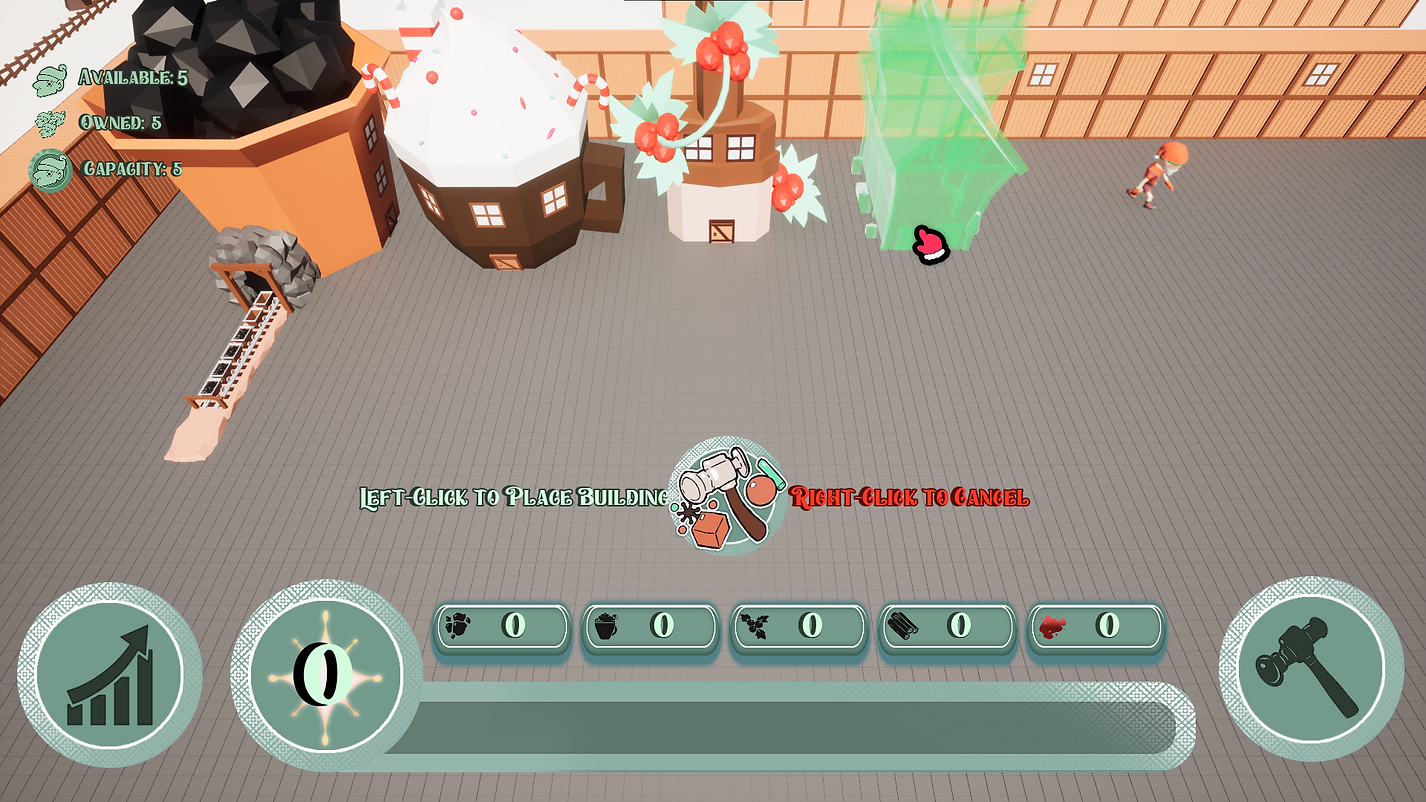 Available: 5
Owned: 5
Capacity: 5
Left-Click to Place Building
Right-Click to Cancel
0 0 0 0 0
0